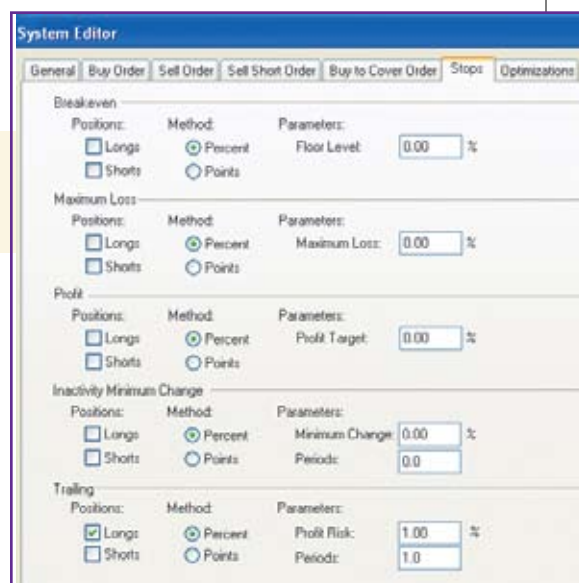 System Editor
General Buy Order Sell Order Sell Short Order Buy to Cover Order Stops Optimizations
Breakeven
Positions: Method: Parameters:
Longs Percent Floor Level: 0.00 %
Shorts Points
Maximum Loss
Positions: Method: Parameters:
Longs Percent Maximum Loss: 0.00 %
Shorts Points
Profit
Positions: Method: Parameters:
Longs Percent Profit Target: 0.00 %
Shorts Points
Inactivity Minimum Change
Positions: Method: Parameters:
Longs Percent Minimum Change: 0.00 %
Shorts Points Periods: 0.0
Trailing
Positions: Method: Parameters:
Longs Percent Profit Risk: 1.00 %
Shorts Points Periods: 1.0